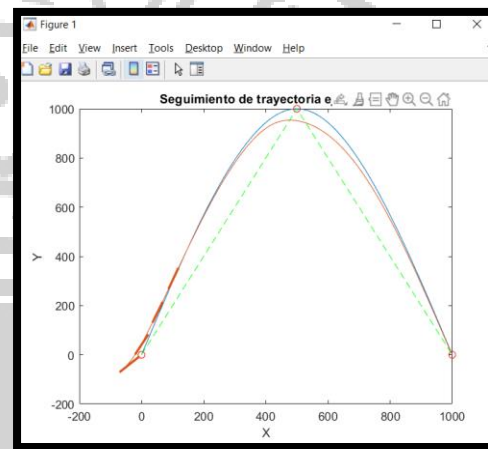 Figure 1
File Edit View Insert Tools Desktop Window Help
Seguimiento de trayectoria e
1000
800
600
400
200
0
-200
Y
-200 0 200 400 600 800 1000
X